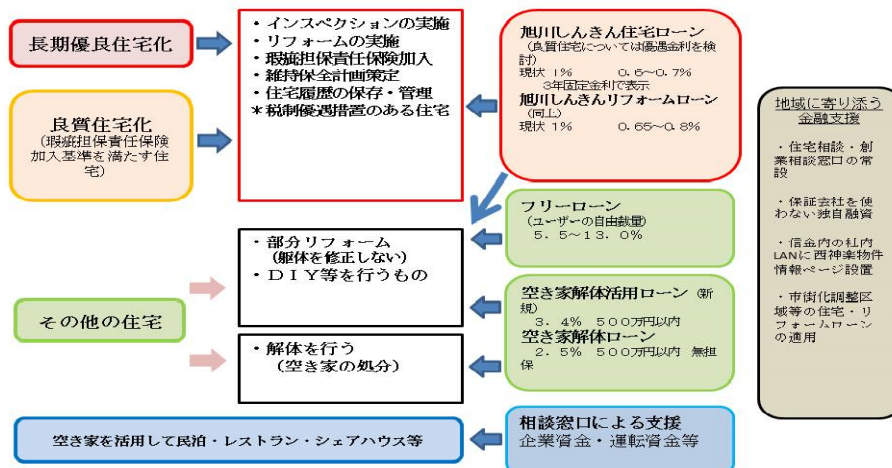 長期優良住宅化
・インスペクションの実施
・リフォームの実施
・瑕疵担保責任保険加入
・維持保全計画策定
・住宅履歴の保存・管理
＊税制優遇措置のある住宅
良質住宅化
（瑕疵担保責任保険
加入基準を満たす住
宅）
旭川しんきん住宅ローン
（良質住宅については優遇金利を検
討）
現状 1％　0．6～0．7％
3年固定金利で表示
旭川しんきんリフォームローン
（同上）
現状 1％　0．65～0．8％
フリーローン
（ユーザーの自由裁量）
5．5～13．0％
その他の住宅
・部分リフォーム
（躯体を修正しない）
・DIY等を行うもの
・解体を行う
（空き家の処分）
空き家解体活用ローン（新
規）
3．4％　500万円以内
空き家解体ローン
2．5％　500万円以内　無担
保
空き家を活用して民泊・レストラン・シェアハウス等
相談窓口による支援
企業資金・運転資金等
地域に寄り添う
金融支援
・住宅相談・創
業相談窓口の常
設
・保証会社を使
わない独自融資
・信金内の社内
LANに西神楽物件
情報ページ設置
・市街化調整区
域等の住宅・リ
フォームローン
の適用